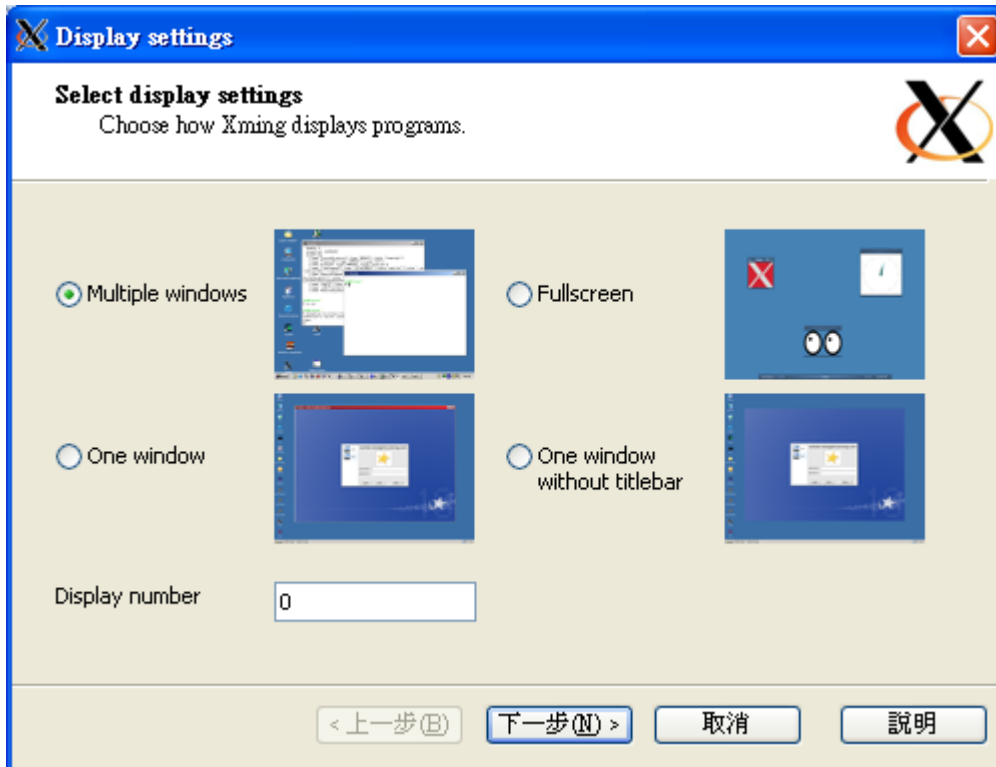 Display settings
Select display settings
Choose how Xming displays programs.
Multiple windows
Fullscreen
One window
One window
without titlebar
Display number
0
<上一步(B)
下一步(N) >
取消
說明